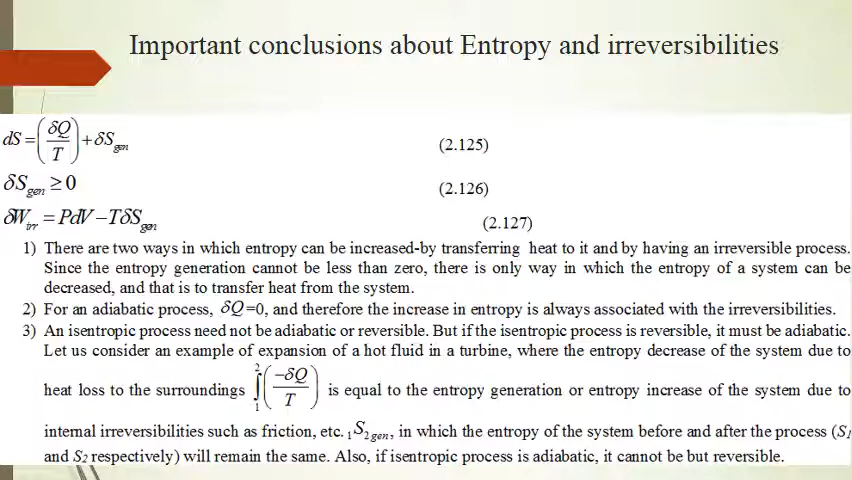 Important conclusions about Entropy and irreversibilities
dS = (δQ/T) + δS_gen (2.125)
δS_gen ≥ 0 (2.126)
δW_irr = PdV − TδS_gen (2.127)
1) There are two ways in which entropy can be increased-by transferring heat to it and by having an irreversible process.
Since the entropy generation cannot be less than zero, there is only way in which the entropy of a system can be
decreased, and that is to transfer heat from the system.
2) For an adiabatic process, δQ=0, and therefore the increase in entropy is always associated with the irreversibilities.
3) An isentropic process need not be adiabatic or reversible. But if the isentropic process is reversible, it must be adiabatic.
Let us consider an example of expansion of a hot fluid in a turbine, where the entropy decrease of the system due to
heat loss to the surroundings ∫₁²(−δQ/T) is equal to the entropy generation or entropy increase of the system due to
internal irreversibilities such as friction, etc. ₁S₂gen, in which the entropy of the system before and after the process (S₁
and S₂ respectively) will remain the same. Also, if isentropic process is adiabatic, it cannot be but reversible.